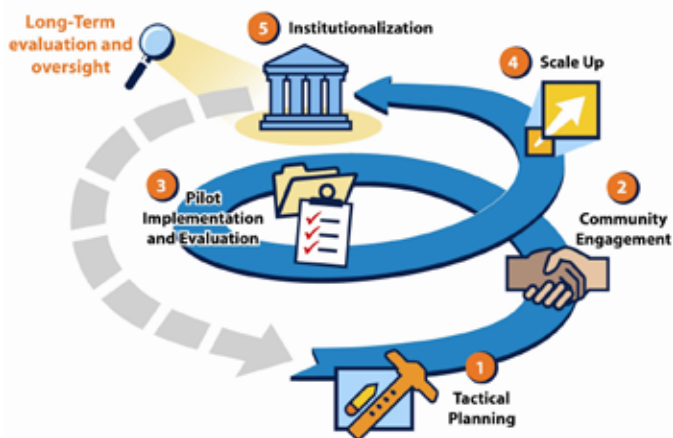 Long-Term
evaluation and
oversight
5 Institutionalization
4 Scale Up
3
Pilot
Implementation
and Evaluation
2
Community
Engagement
1
Tactical
Planning